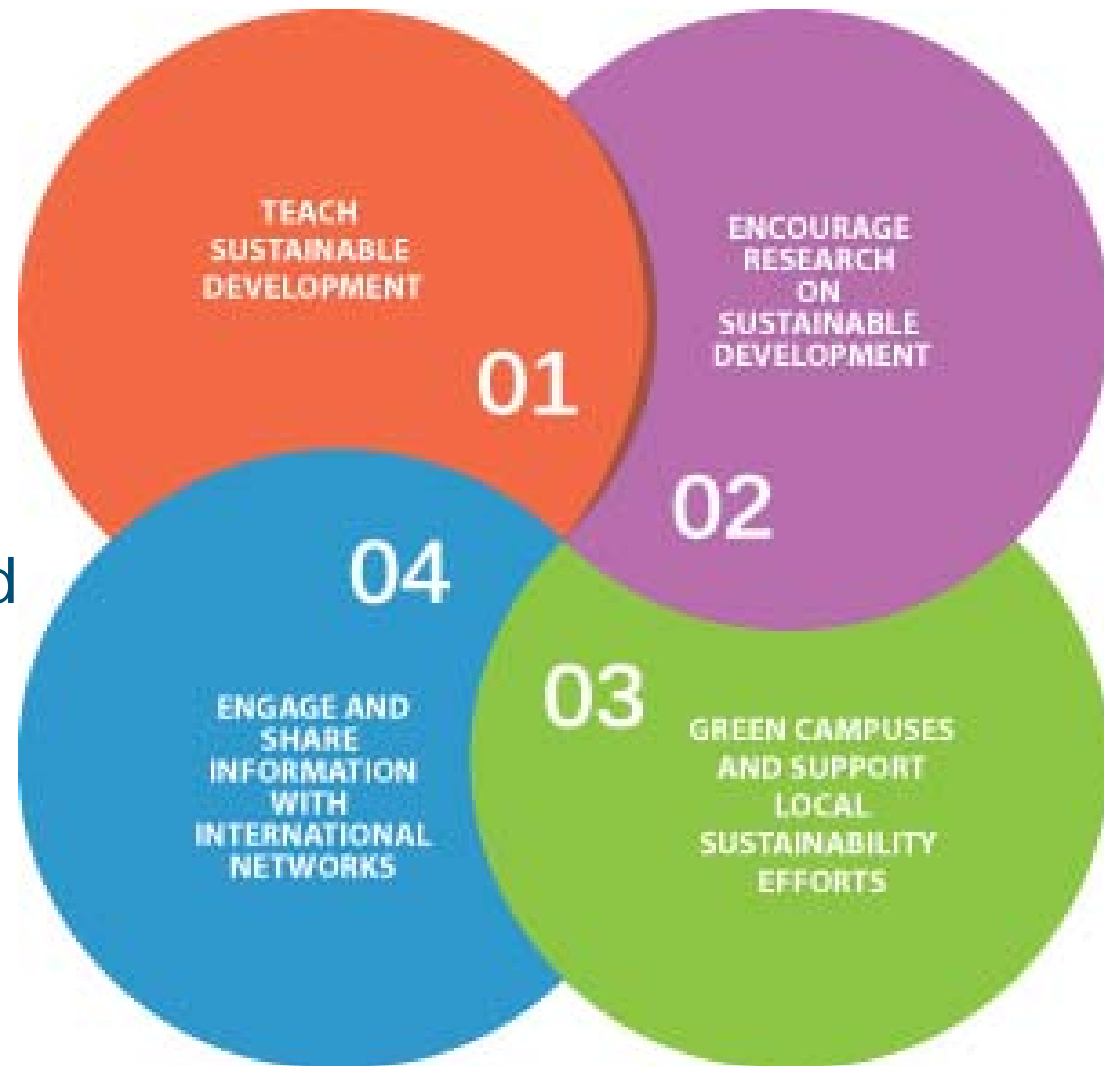 TEACH
SUSTAINABLE
DEVELOPMENT
01
ENCOURAGE
RESEARCH
ON
SUSTAINABLE
DEVELOPMENT
02
03
GREEN CAMPUSES
AND SUPPORT
LOCAL
SUSTAINABILITY
EFFORTS
04
ENGAGE AND
SHARE
INFORMATION
WITH
INTERNATIONAL
NETWORKS
d